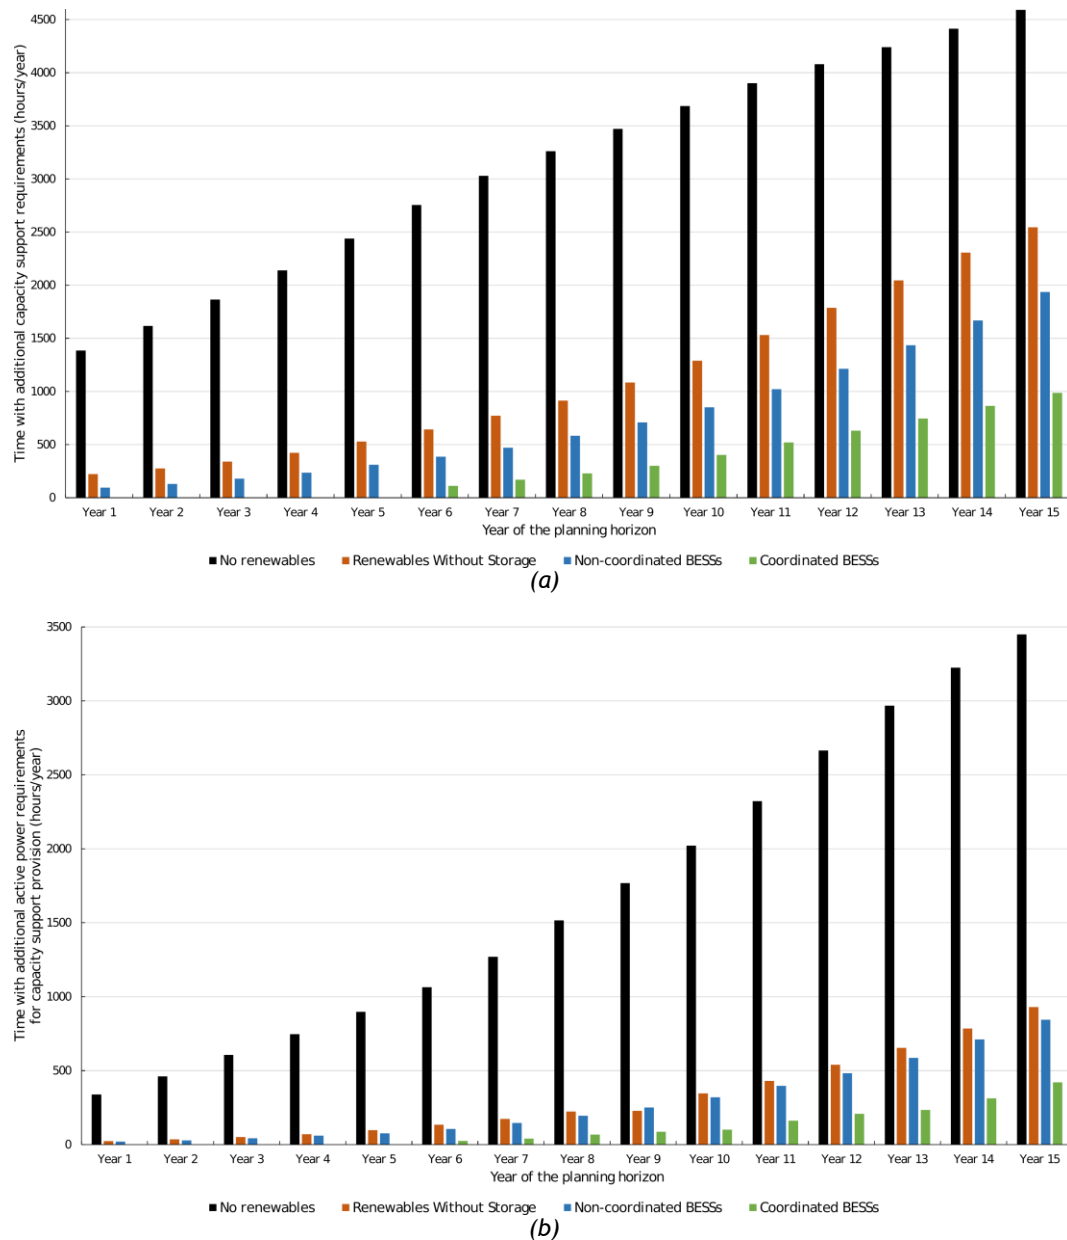 Time with additional capacity support requirements (hours/year)
4500
4000
3500
3000
2500
2000
1500
1000
500
0
Year 1 Year 2 Year 3 Year 4 Year 5 Year 6 Year 7 Year 8 Year 9 Year 10 Year 11 Year 12 Year 13 Year 14 Year 15
Year of the planning horizon
No renewables Renewables Without Storage Non-coordinated BESSs Coordinated BESSs
(a)
Time with additional active power requirements
for capacity support provision (hours/year)
3500
3000
2500
2000
1500
1000
500
0
Year 1 Year 2 Year 3 Year 4 Year 5 Year 6 Year 7 Year 8 Year 9 Year 10 Year 11 Year 12 Year 13 Year 14 Year 15
Year of the planning horizon
No renewables Renewables Without Storage Non-coordinated BESSs Coordinated BESSs
(b)